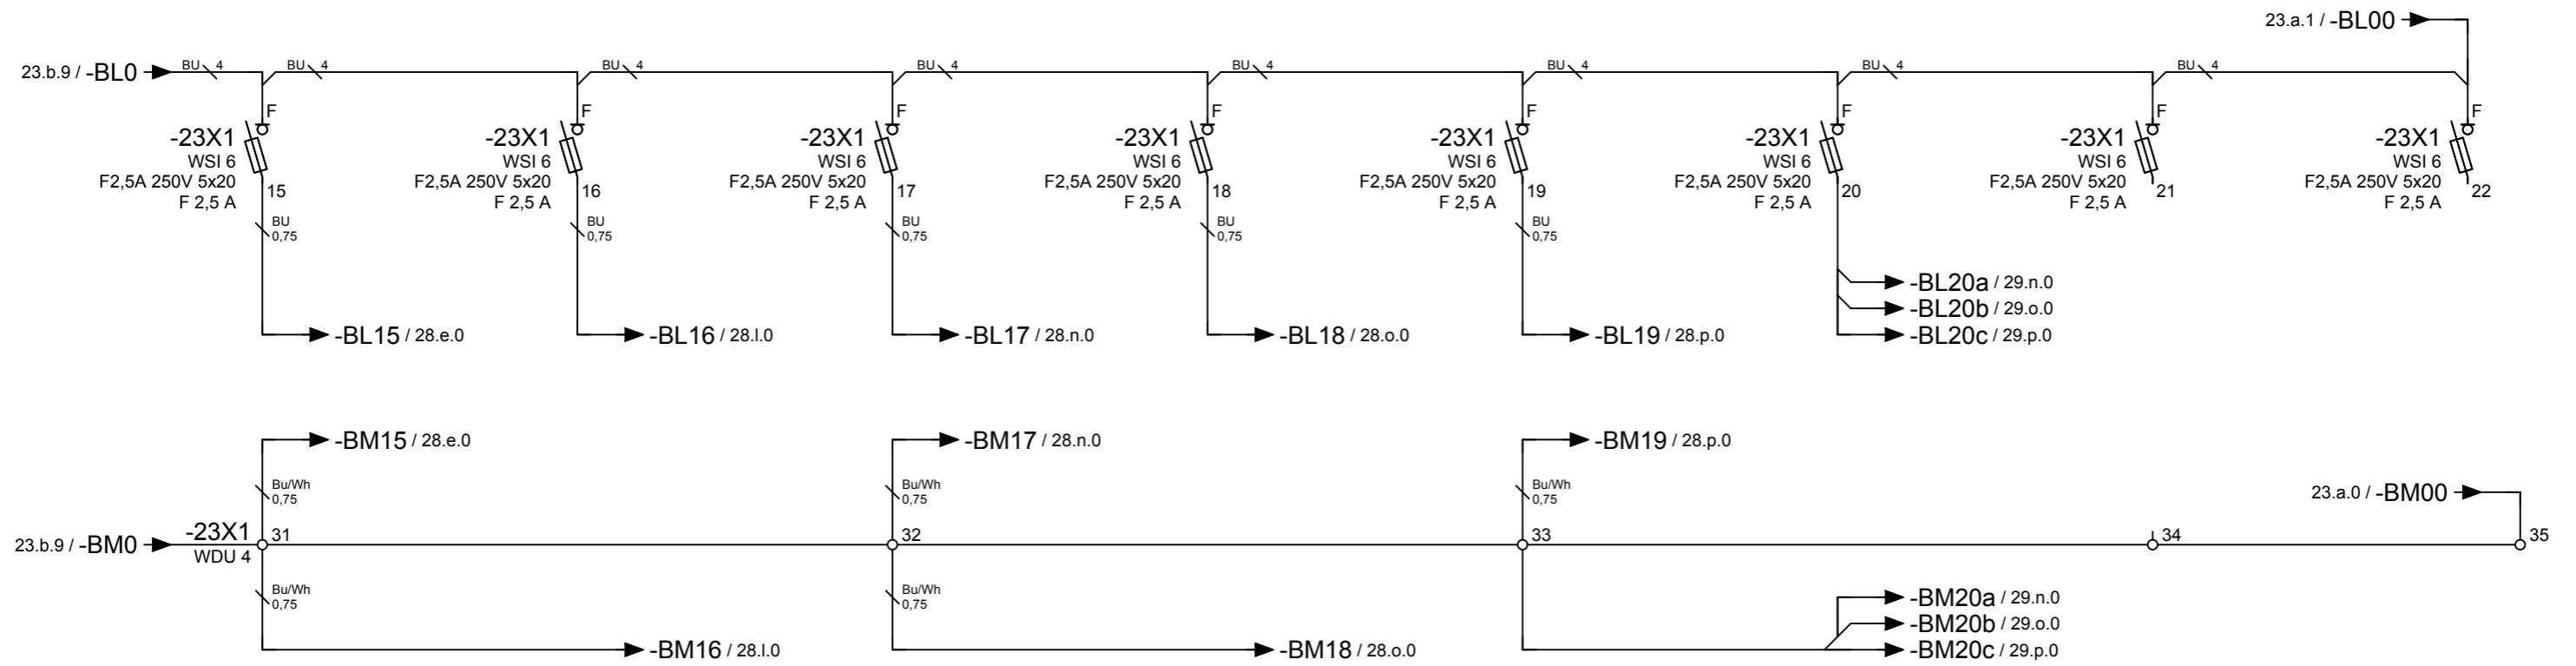 23.a.1 / -BL00
23.b.9 / -BL0
BU 4
BU 4
BU 4
BU 4
BU 4
BU 4
BU 4
BU 4
F
-23X1
WSI 6
F2,5A 250V 5x20
F 2,5 A
15
BU
0,75
-BL15 / 28.e.0
F
-23X1
WSI 6
F2,5A 250V 5x20
F 2,5 A
16
BU
0,75
-BL16 / 28.l.0
F
-23X1
WSI 6
F2,5A 250V 5x20
F 2,5 A
17
BU
0,75
-BL17 / 28.n.0
F
-23X1
WSI 6
F2,5A 250V 5x20
F 2,5 A
18
BU
0,75
-BL18 / 28.o.0
F
-23X1
WSI 6
F2,5A 250V 5x20
F 2,5 A
19
BU
0,75
-BL19 / 28.p.0
F
-23X1
WSI 6
F2,5A 250V 5x20
F 2,5 A
20
-BL20a / 29.n.0
-BL20b / 29.o.0
-BL20c / 29.p.0
F
-23X1
WSI 6
F2,5A 250V 5x20
F 2,5 A
21
F
-23X1
WSI 6
F2,5A 250V 5x20
F 2,5 A
22
-BM15 / 28.e.0
Bu/Wh
0,75
23.b.9 / -BM0
-23X1
WDU 4
31
Bu/Wh
0,75
-BM16 / 28.l.0
-BM17 / 28.n.0
Bu/Wh
0,75
32
Bu/Wh
0,75
-BM18 / 28.o.0
-BM19 / 28.p.0
Bu/Wh
0,75
33
-BM20a / 29.n.0
-BM20b / 29.o.0
-BM20c / 29.p.0
34
23.a.0 / -BM00
35